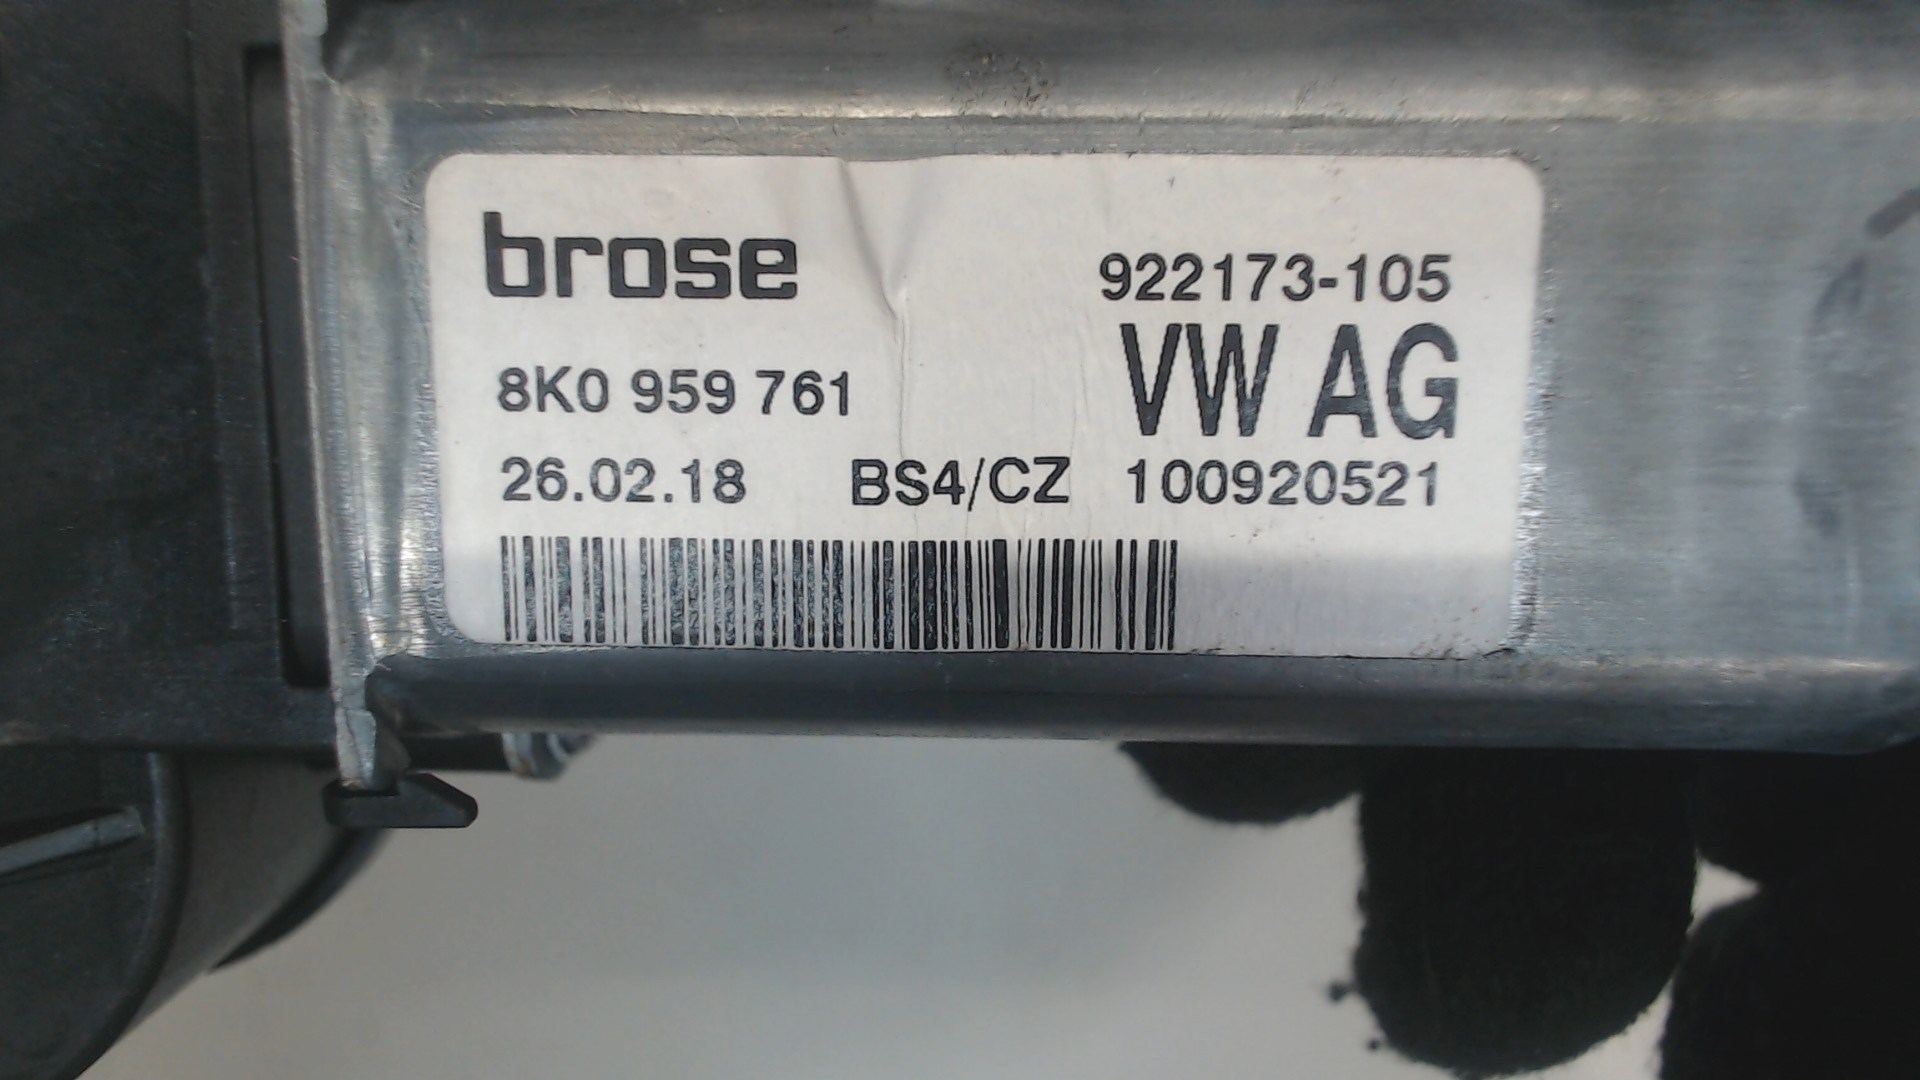 brose
922173-105
VW AG
8K0 959 761
26.02.18 BS4/CZ 100920521